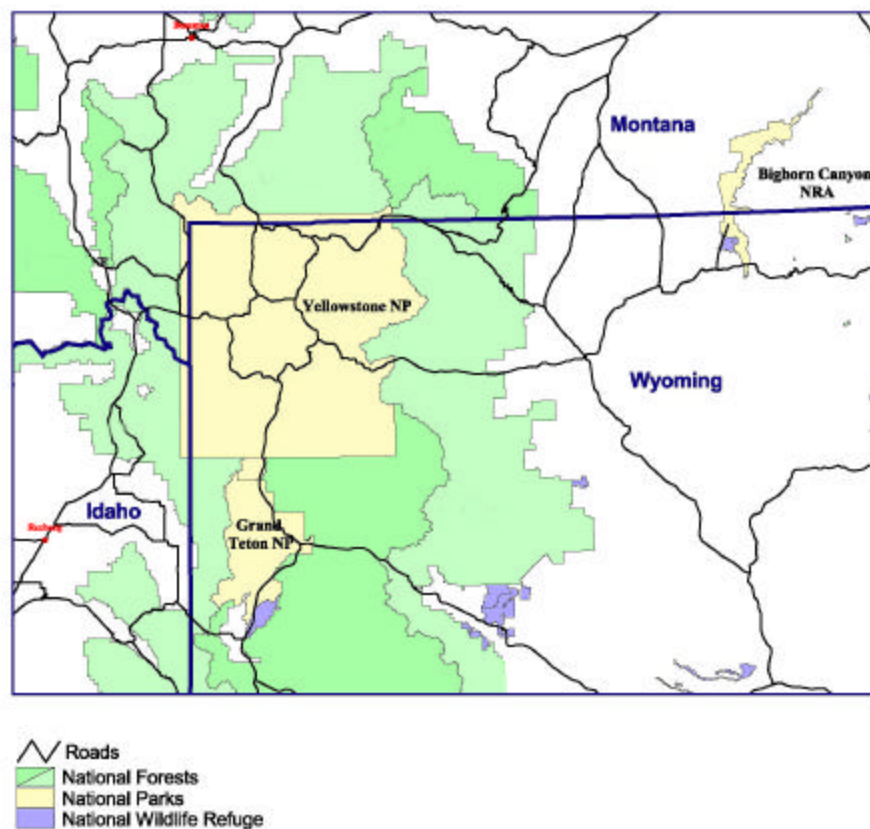 Montana
Bighorn Canyon
NRA
Yellowstone NP
Wyoming
Idaho
Grand
Teton NP
Roads
National Forests
National Parks
National Wildlife Refuge